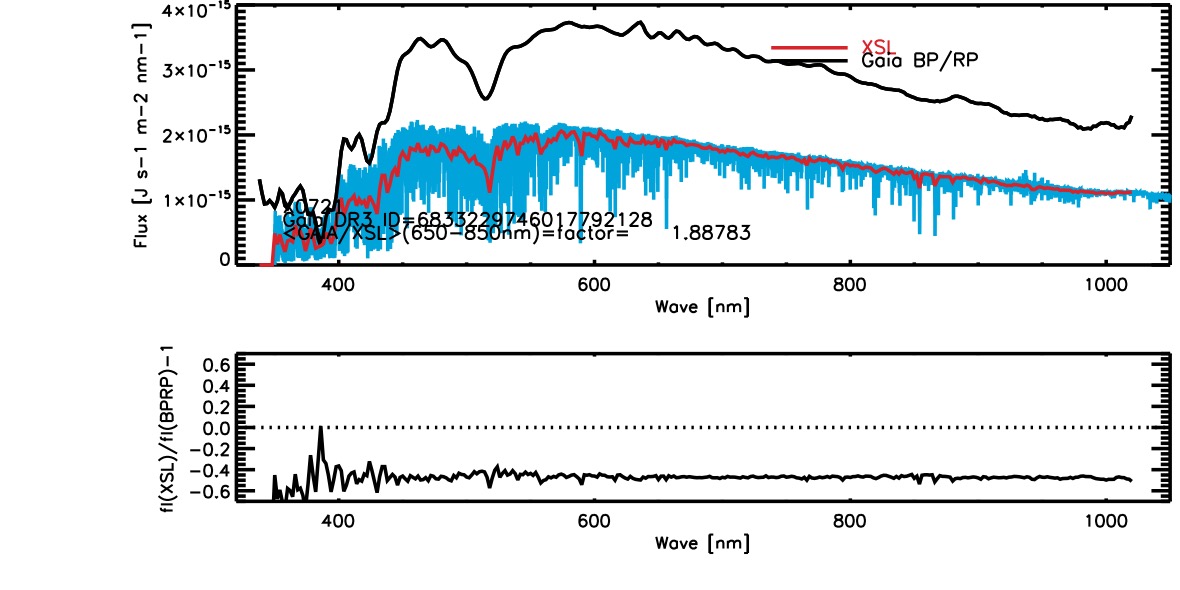 4×10−15
3×10−15
2×10−15
1×10−15
0
Flux [J s−1 m−2 nm−1]
XSL
Gaia BP/RP
X0721
Gaia DR3 ID=6833229746017792128
<GAIA/XSL>(650−850nm)=factor= 1.88783
400 600 800 1000
Wave [nm]
0.6
0.4
0.2
0.0
−0.2
−0.4
−0.6
fl(XSL)/fl(BPRP)−1
400 600 800 1000
Wave [nm]